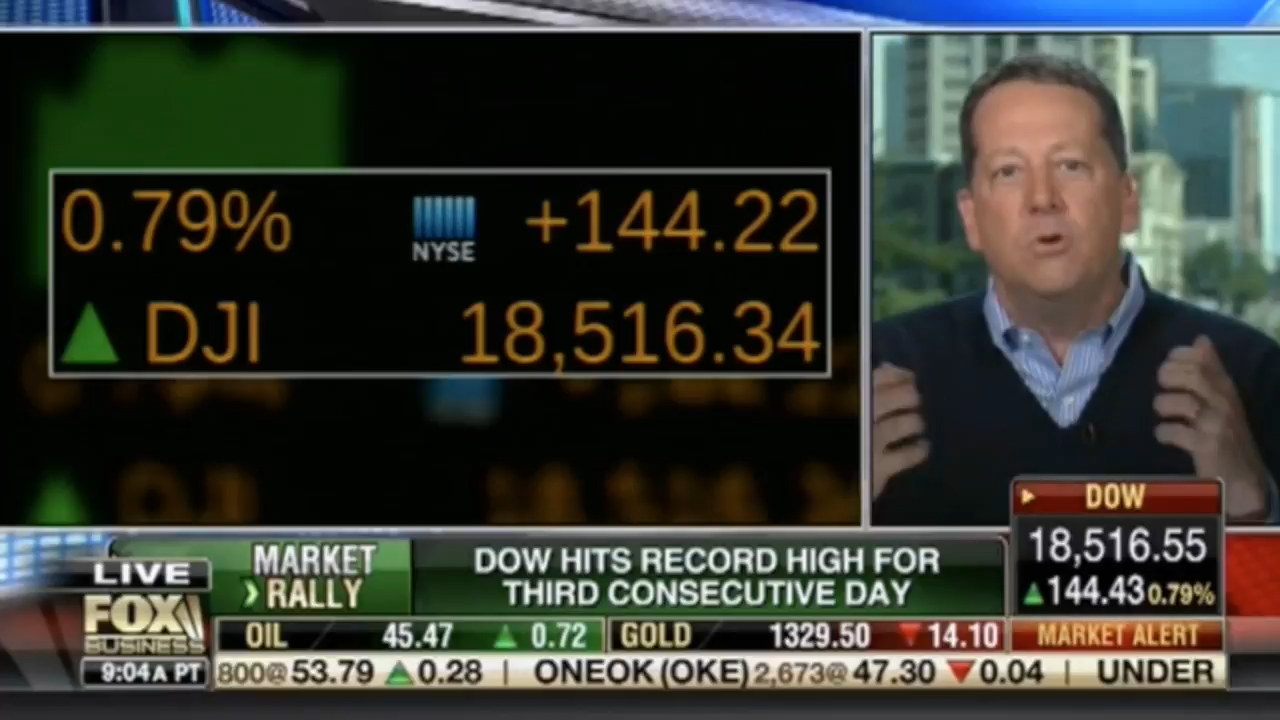 0.79% NYSE +144.22
DJI 18,516.34
DOW
18,516.55
144.43 0.79%
MARKET ALERT
MARKET
RALLY
DOW HITS RECORD HIGH FOR
THIRD CONSECUTIVE DAY
LIVE
FOX
BUSINESS
9:04A PT
OIL 45.47 0.72 GOLD 1329.50 14.10
800@ 53.79 0.28 | ONEOK (OKE) 2,673@ 47.30 0.04 | UNDER